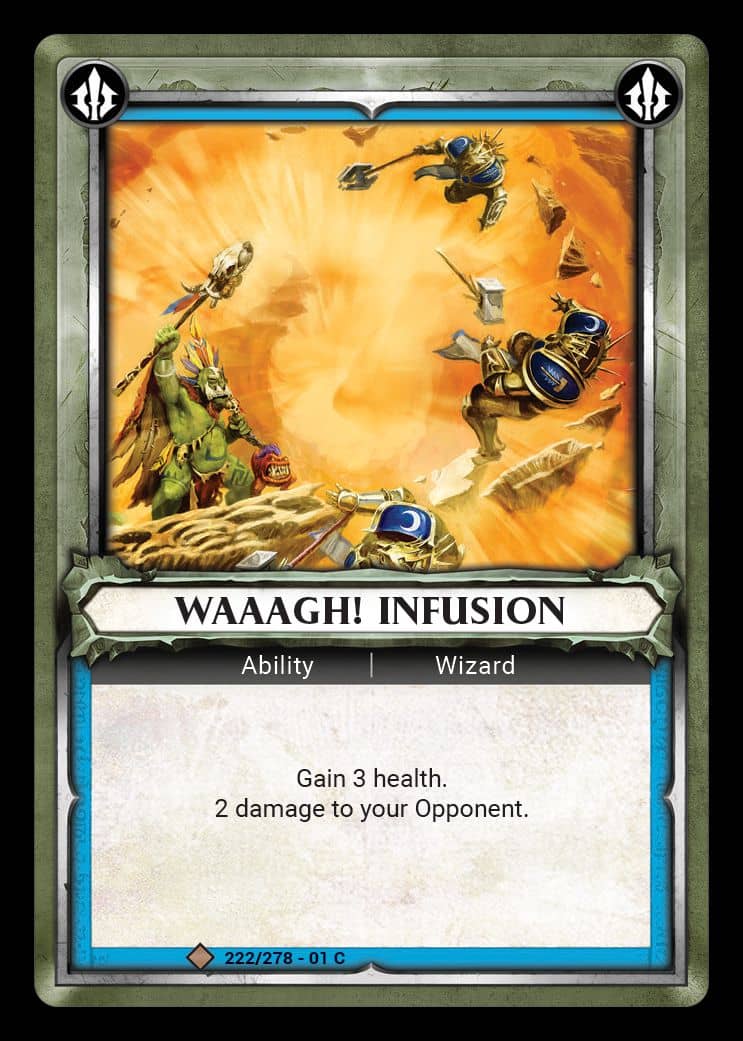 WAAAGH! INFUSION
Ability | Wizard
Gain 3 health.
2 damage to your Opponent.
222/278 - 01 C